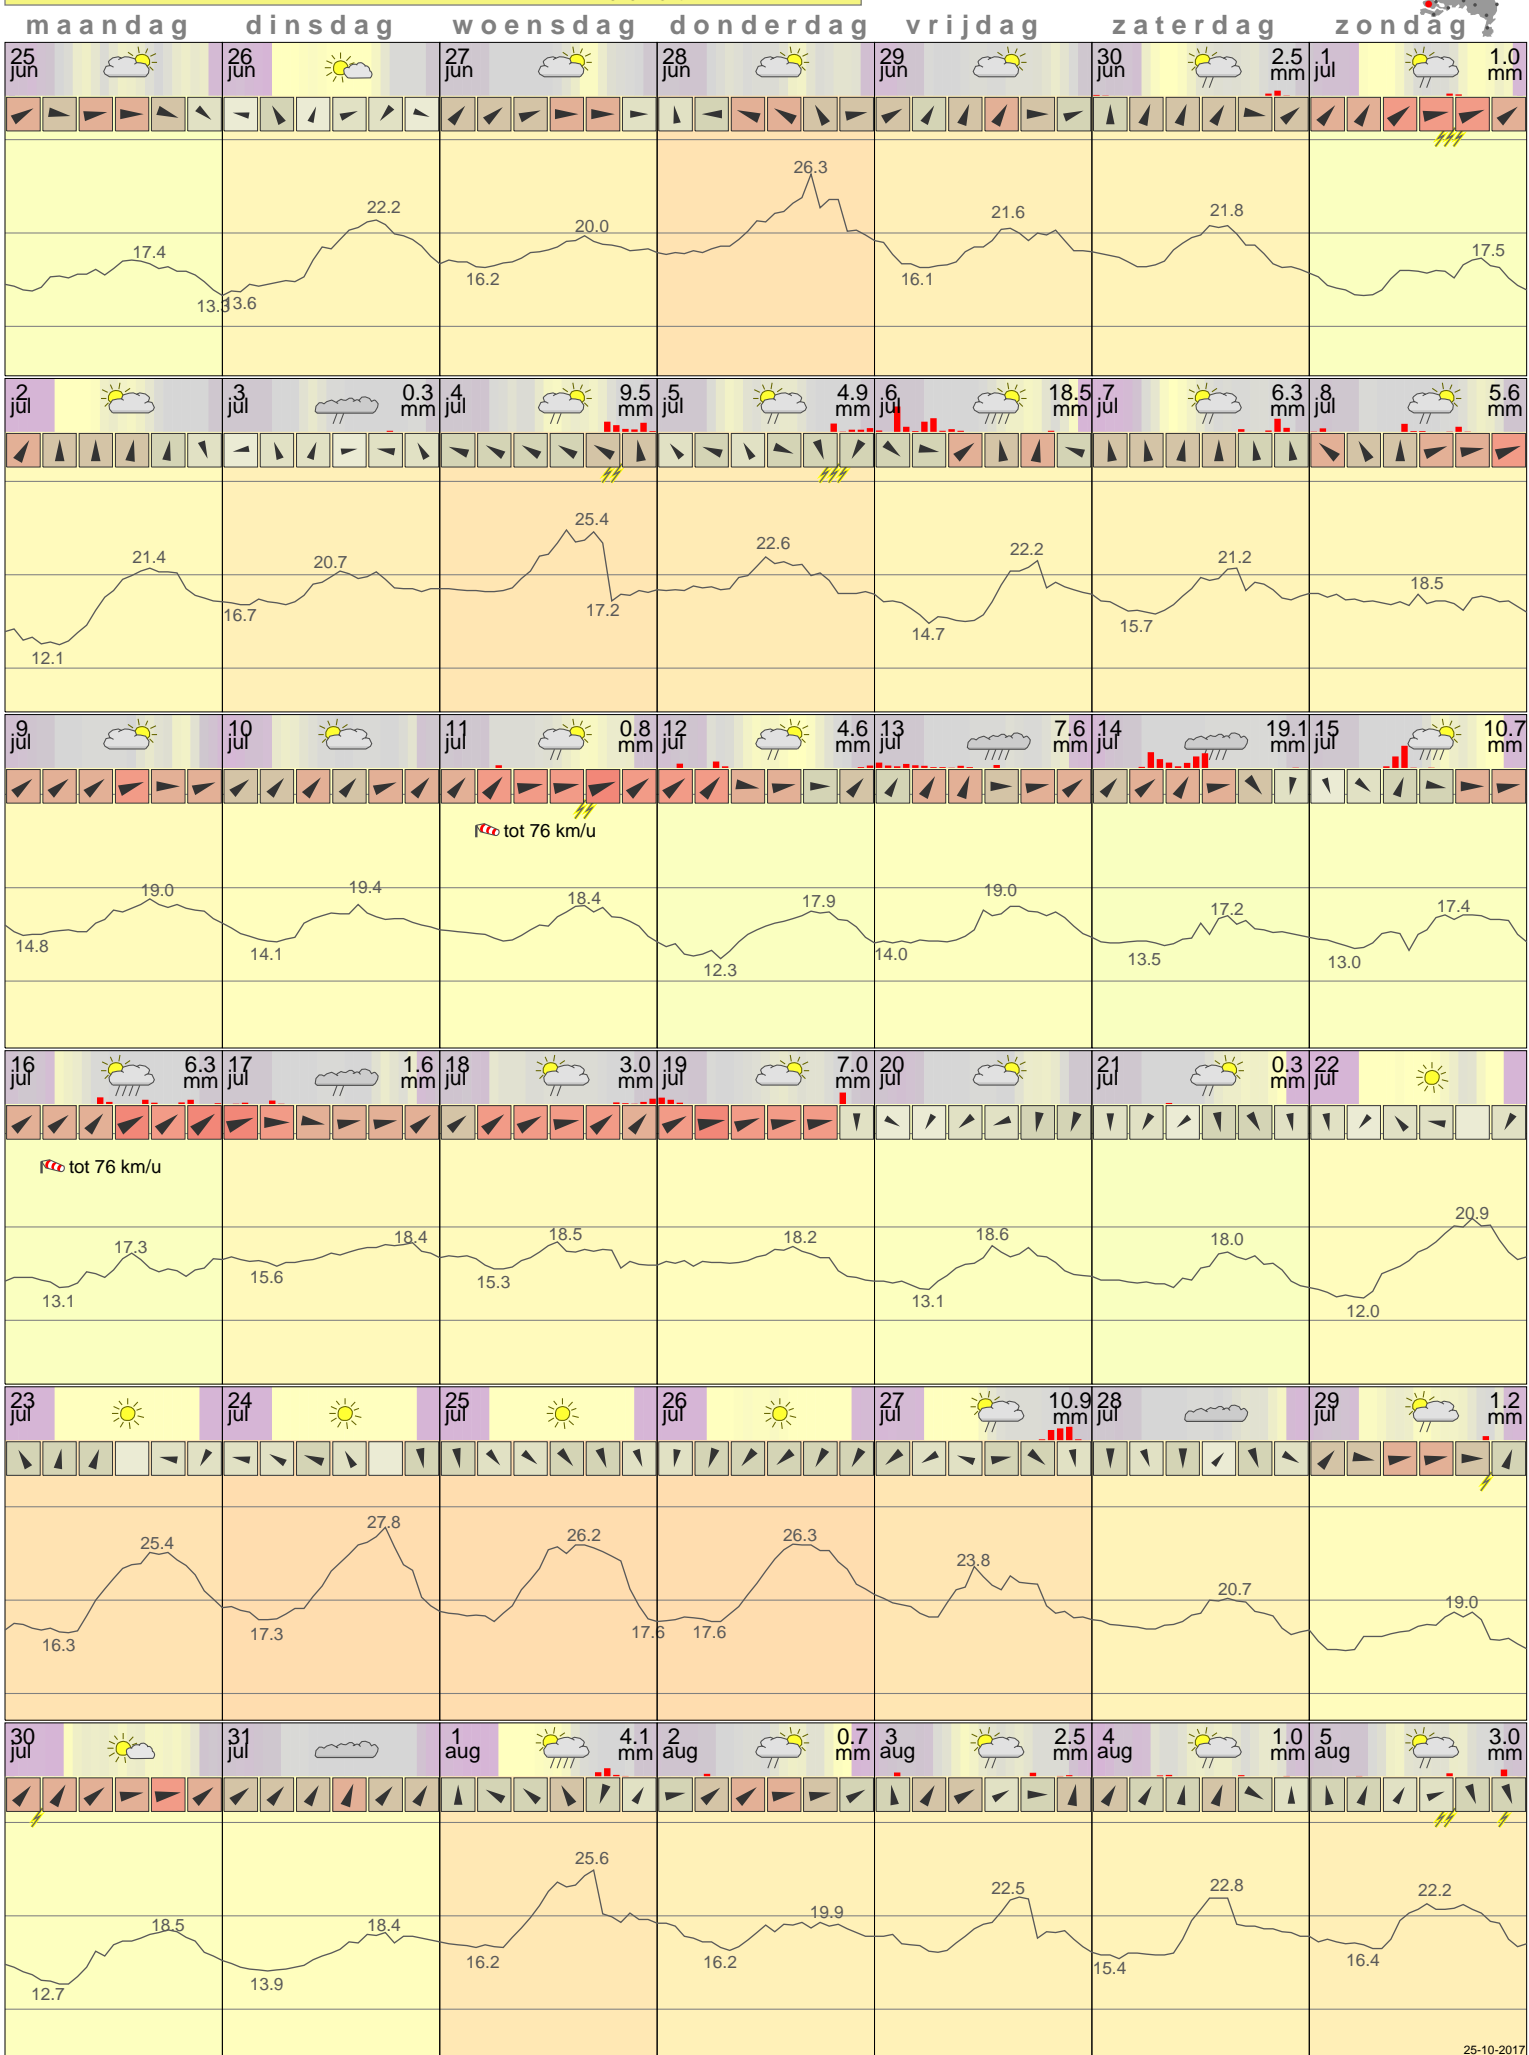 maandag dinsdag woensdag donderdag vrijdag zaterdag zondag
25 26 27 28 29 30 2.5 1 1.0
jun jun jun jun jun jun mm jul mm
26.3
22.2 20.0 21.6 21.8
17.4 16.2 16.1 17.5
13.3 13.6
2 3 0.3 4 9.5 5 4.9 6 18.5 7 6.3 8 5.6
jul jul mm jul mm jul mm jul mm jul mm jul mm
25.4
21.4 20.7 22.6 22.2 21.2 18.5
16.7 17.2 14.7 15.7
12.1
9 10 11 0.8 12 4.6 13 7.6 14 19.1 15 10.7
jul jul jul mm jul mm jul mm jul mm jul mm
tot 76 km/u
19.0 19.4 18.4 17.9 19.0 17.2 17.4
14.8 14.1 12.3 14.0 13.5 13.0
16 6.3 17 1.6 18 3.0 19 7.0 20 21 0.3 22
jul mm jul mm jul mm jul mm jul jul mm jul
tot 76 km/u
17.3 18.4 18.5 18.2 18.6 18.0 20.9
13.1 15.6 15.3 13.1 12.0
23 24 25 26 27 10.9 28 29 1.2
jul jul jul jul jul mm jul jul mm
25.4 27.8 26.2 26.3 23.8 20.7 19.0
16.3 17.3 17.6 17.6
30 31 1 4.1 2 0.7 3 2.5 4 1.0 5 3.0
jul jul aug mm aug mm aug mm aug mm aug mm
25.6
18.5 18.4 19.9 22.5 22.8 22.2
12.7 13.9 16.2 16.2 15.4 16.4
25-10-2017